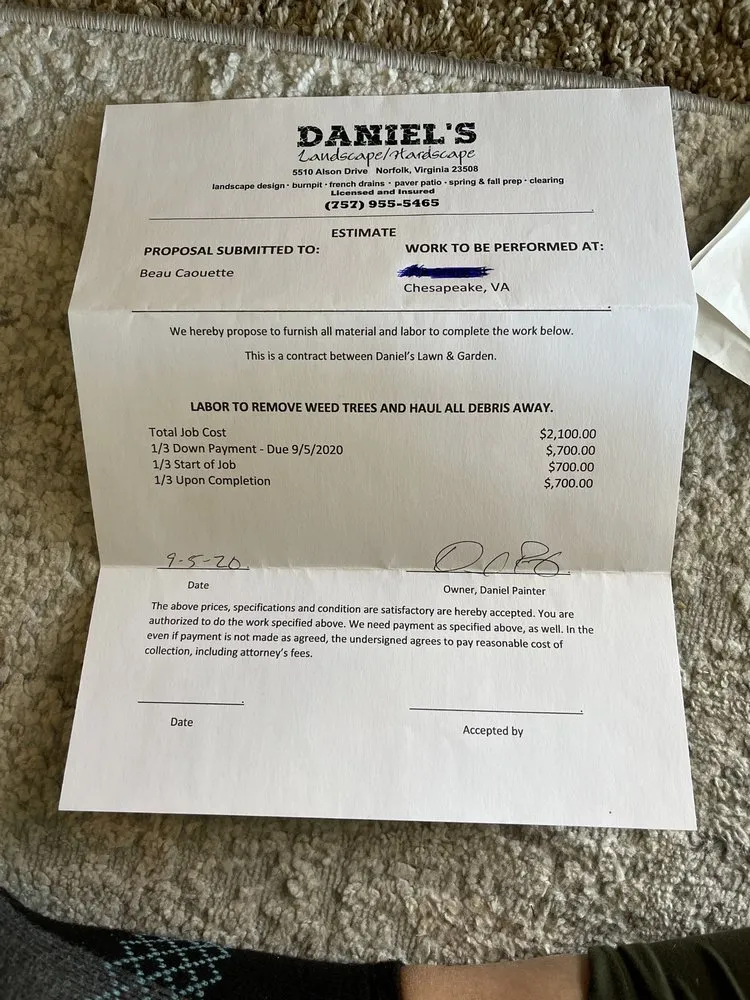 DANIEL'S
Landscape/Hardscape
5510 Alson Drive Norfolk, Virginia 23508
landscape design · burnpit · french drains · paver patio · spring & fall prep · clearing
Licensed and Insured
(757) 955-5465
ESTIMATE
PROPOSAL SUBMITTED TO: WORK TO BE PERFORMED AT:
Beau Caouette
Chesapeake, VA
We hereby propose to furnish all material and labor to complete the work below.
This is a contract between Daniel's Lawn & Garden.
LABOR TO REMOVE WEED TREES AND HAUL ALL DEBRIS AWAY.
Total Job Cost $2,100.00
1/3 Down Payment - Due 9/5/2020 $,700.00
1/3 Start of Job $700.00
1/3 Upon Completion $,700.00
9-5-20
Date Owner, Daniel Painter
The above prices, specifications and condition are satisfactory are hereby accepted. You are
authorized to do the work specified above. We need payment as specified above, as well. In the
even if payment is not made as agreed, the undersigned agrees to pay reasonable cost of
collection, including attorney's fees.
Date Accepted by